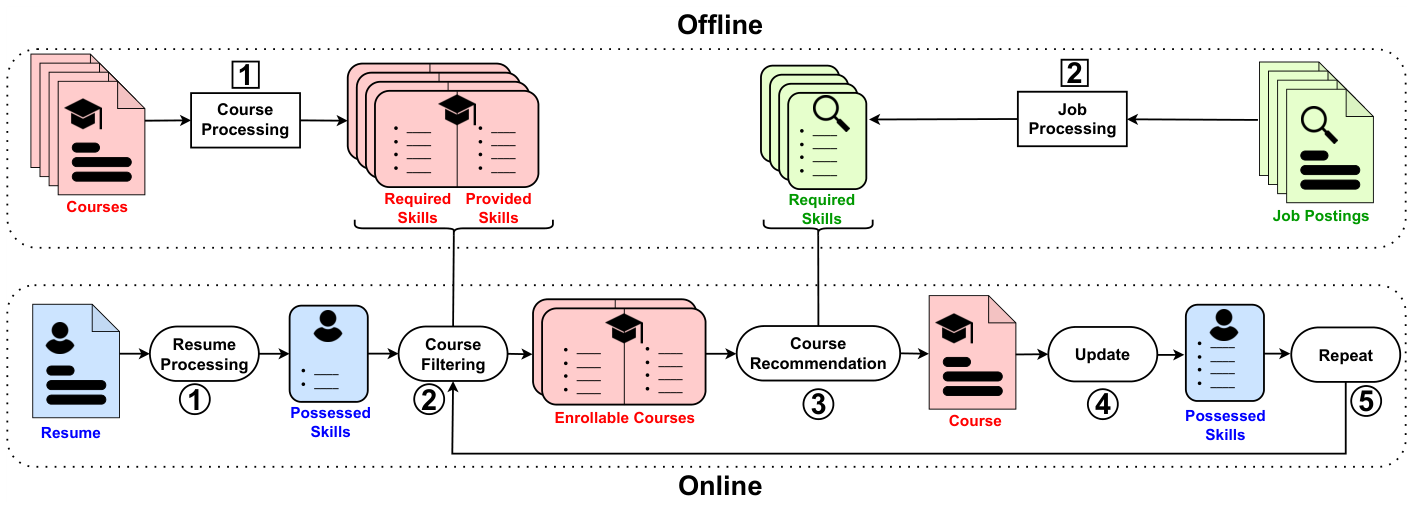 Offline
1
Course
Processing
Courses
Required
Skills
Provided
Skills
2
Job
Processing
Required
Skills
Job Postings
Resume
Resume
Processing
1
Possessed
Skills
Course
Filtering
2
Enrollable Courses
Course
Recommendation
3
Course
Update
4
Possessed
Skills
Repeat
5
Online